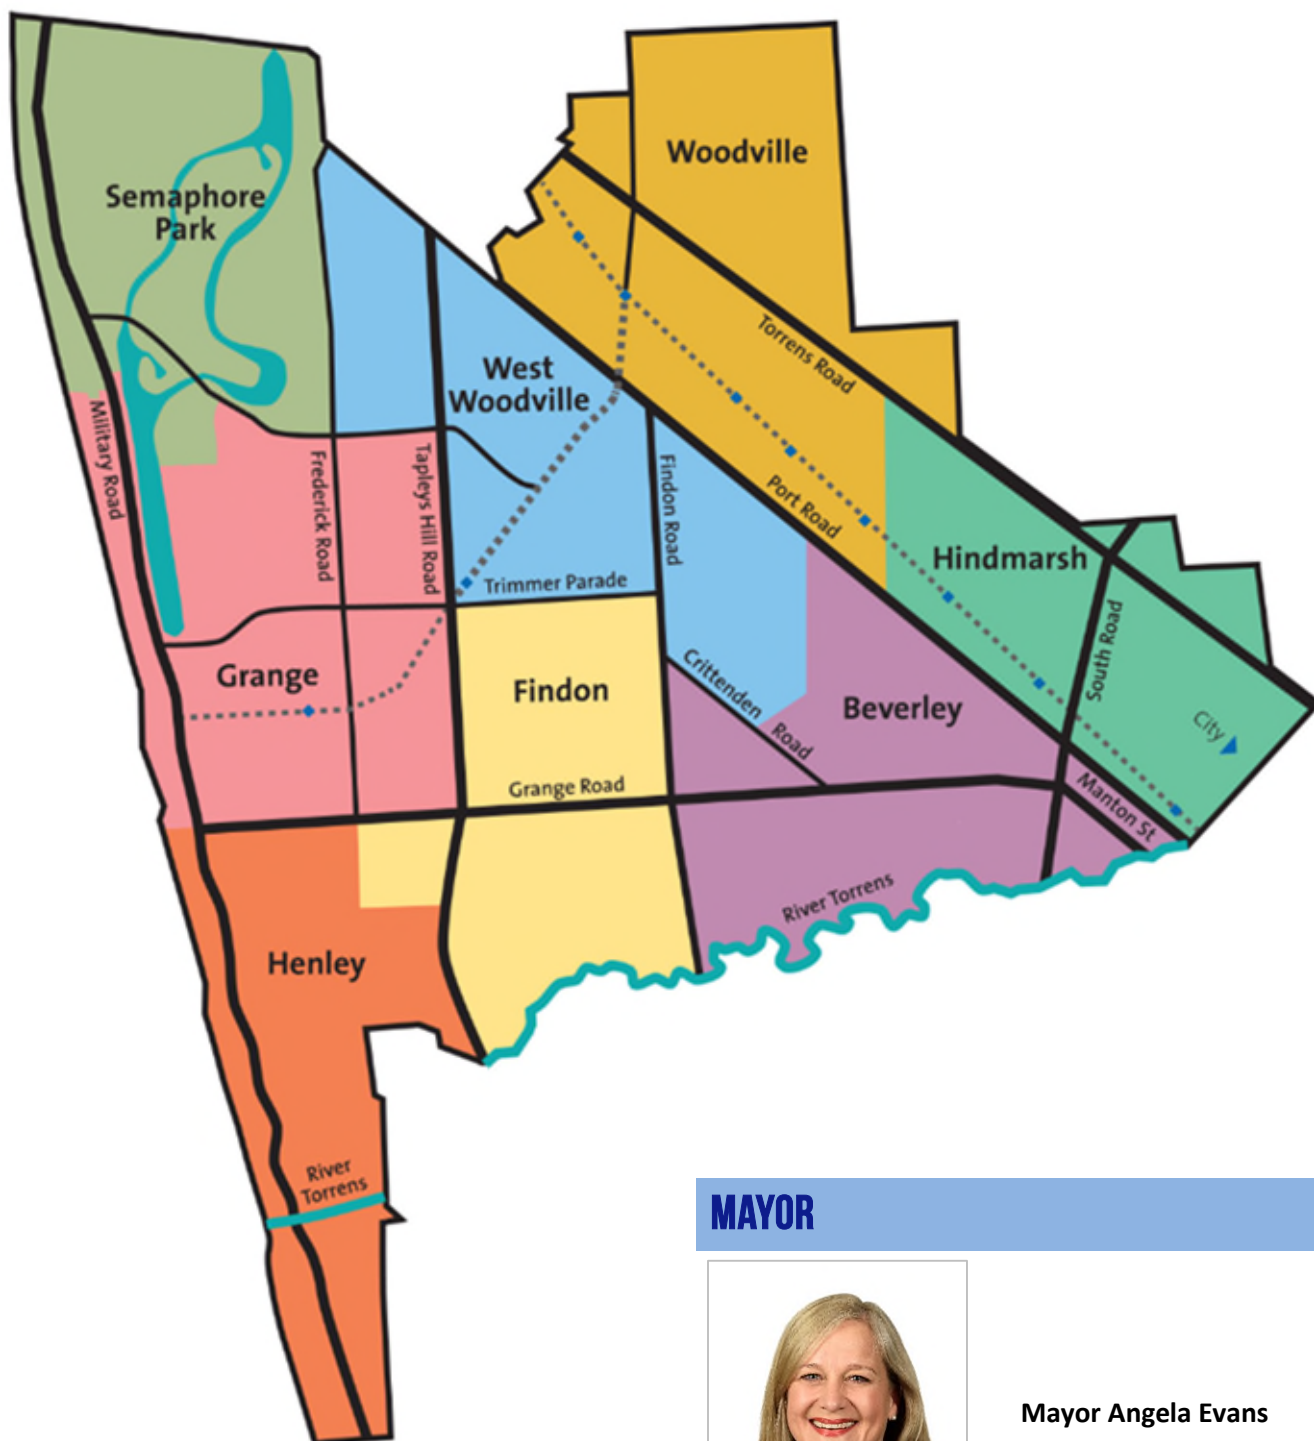 Woodville
Semaphore
Park
Torrens Road
West
Woodville
Military Road
Frederick Road
Tapleys Hill Road
Findon Road
Port Road
Hindmarsh
Trimmer Parade
South Road
Grange
Findon
Crittenden
Road
Beverley
City
Grange Road
Manton St
River Torrens
Henley
River
Torrens
MAYOR
Mayor Angela Evans